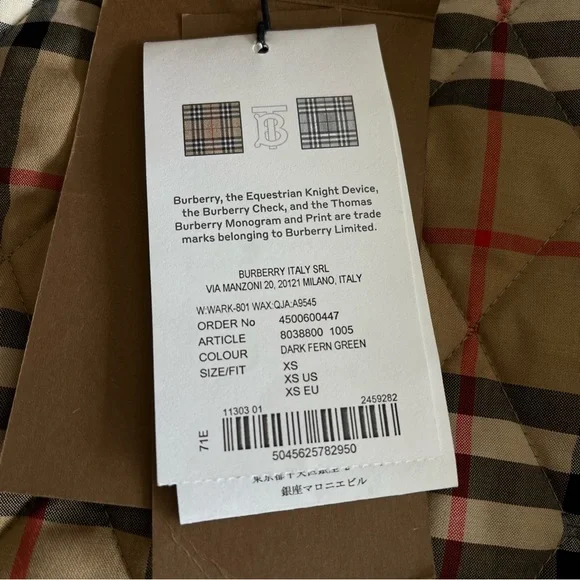 Burberry, the Equestrian Knight Device,
the Burberry Check, and the Thomas
Burberry Monogram and Print are trade
marks belonging to Burberry Limited.
BURBERRY ITALY SRL
VIA MANZONI 20, 20121 MILANO, ITALY
W:WARK-801 WAX:QJA:A9545
ORDER No 4500600447
ARTICLE 8038800 1005
COLOUR DARK FERN GREEN
SIZE/FIT XS
XS US
XS EU
71E
11303 01 2459282
5045625782950
銀座マロニエビル